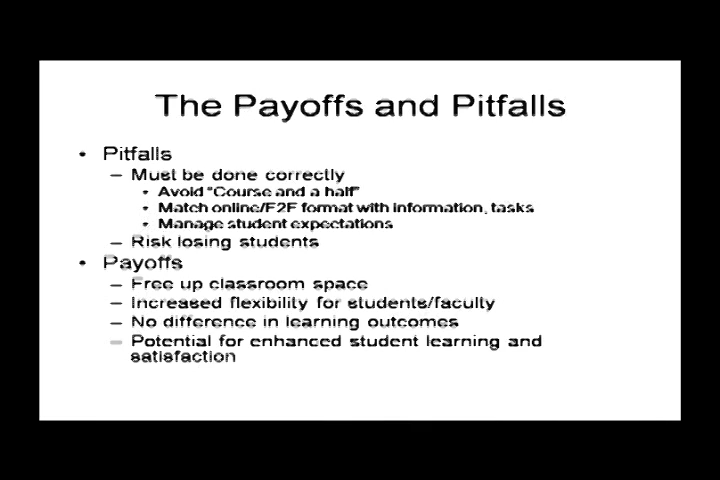 The Payoffs and Pitfalls
• Pitfalls
– Must be done correctly
• Avoid "Course and a half"
• Match online/F2F format with information, tasks
• Manage student expectations
– Risk losing students
• Payoffs
– Free up classroom space
– Increased flexibility for students/faculty
– No difference in learning outcomes
– Potential for enhanced student learning and
satisfaction